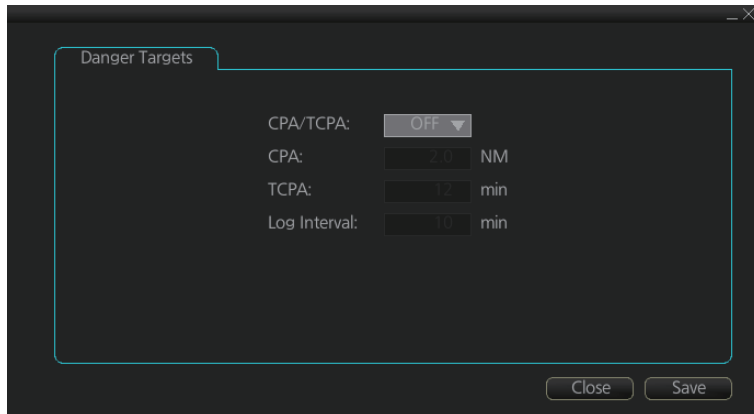 Danger Targets
CPA/TCPA: OFF
CPA: 2.0 NM
TCPA: 12 min
Log Interval: 10 min
Close Save